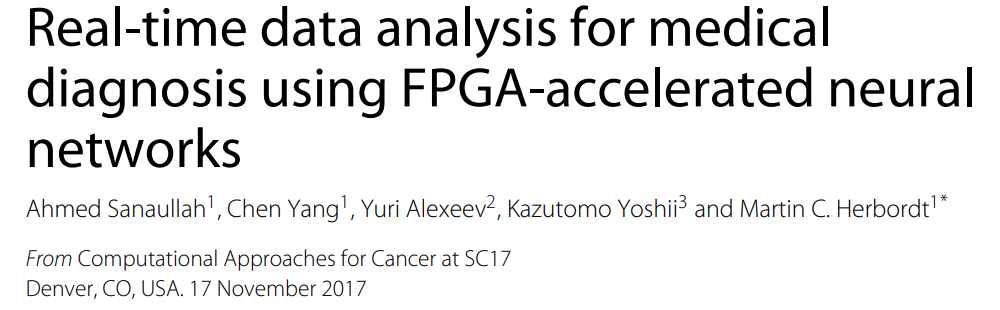 Real-time data analysis for medical
diagnosis using FPGA-accelerated neural
networks
Ahmed Sanaullah1, Chen Yang1, Yuri Alexeev2, Kazutomo Yoshii3 and Martin C. Herbordt1*
From Computational Approaches for Cancer at SC17
Denver, CO, USA. 17 November 2017